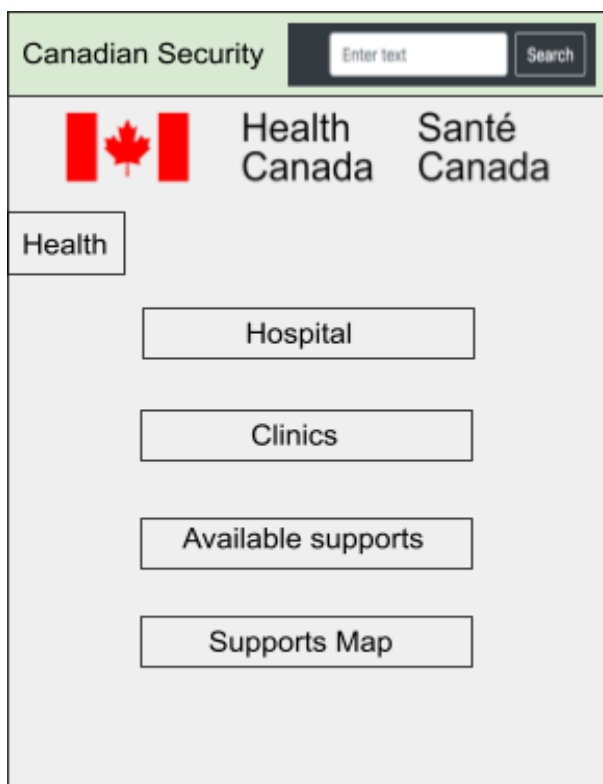 Canadian Security
Enter text
Search
Health Santé
Canada Canada
Health
Hospital
Clinics
Available supports
Supports Map